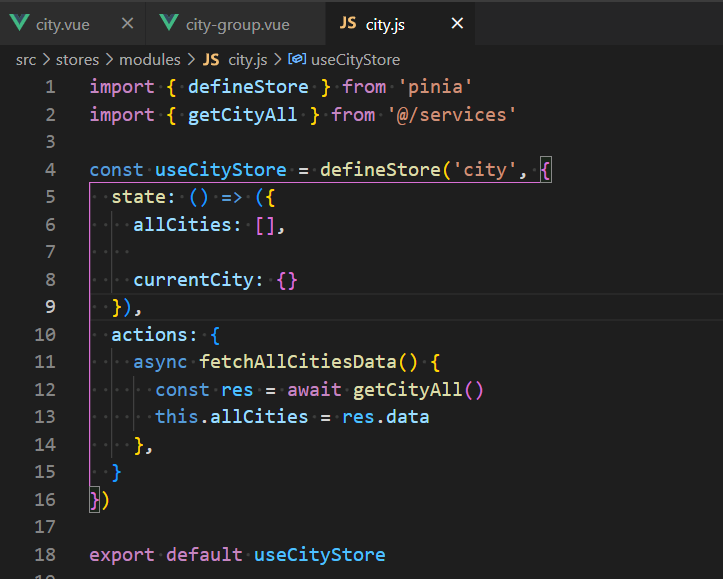 city.vue × city-group.vue JS city.js ×
src > stores > modules > JS city.js > useCityStore
1 import { defineStore } from 'pinia'
2 import { getCityAll } from '@/services'
3
4 const useCityStore = defineStore('city', {
5 state: () => ({
6 allCities: [],
7
8 currentCity: {}
9 }),
10 actions: {
11 async fetchAllCitiesData() {
12 const res = await getCityAll()
13 this.allCities = res.data
14 },
15 }
16 })
17
18 export default useCityStore